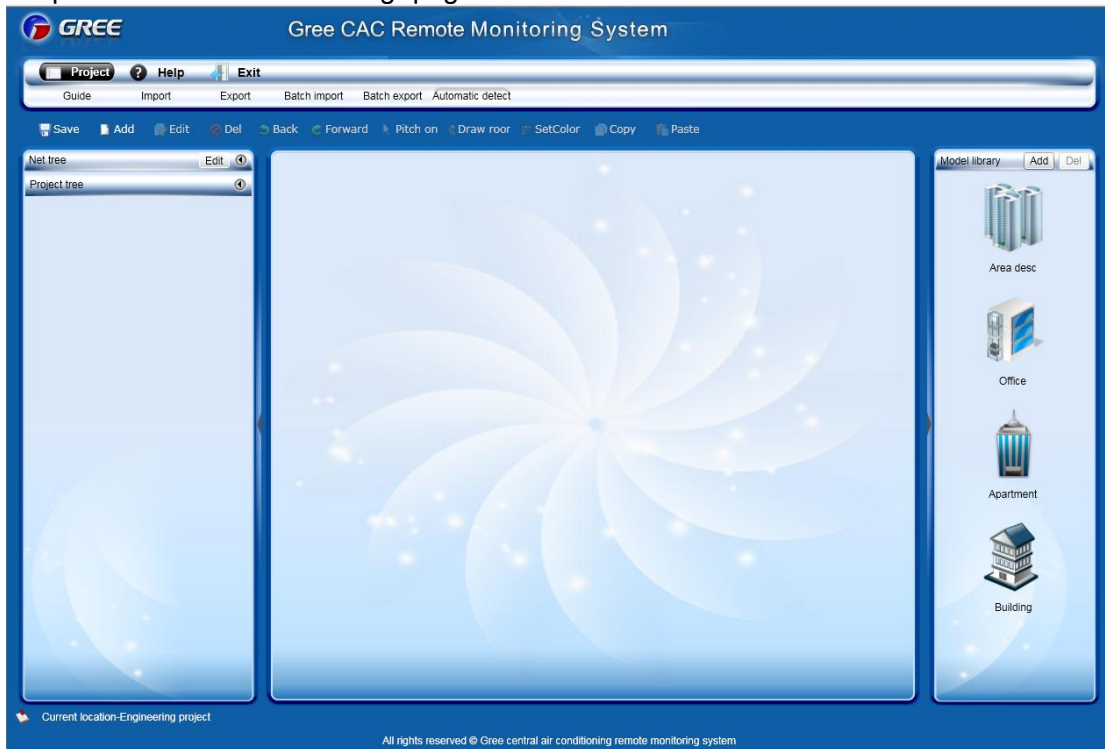 GREE
Gree CAC Remote Monitoring System
Project Help Exit
Guide Import Export Batch import Batch export Automatic detect
Save Add Edit Del Back Forward Pitch on Draw roor SetColor Copy Paste
Net tree Edit
Project tree
Model library Add Del
Area desc
Office
Apartment
Building
Current location-Engineering project
All rights reserved © Gree central air conditioning remote monitoring system